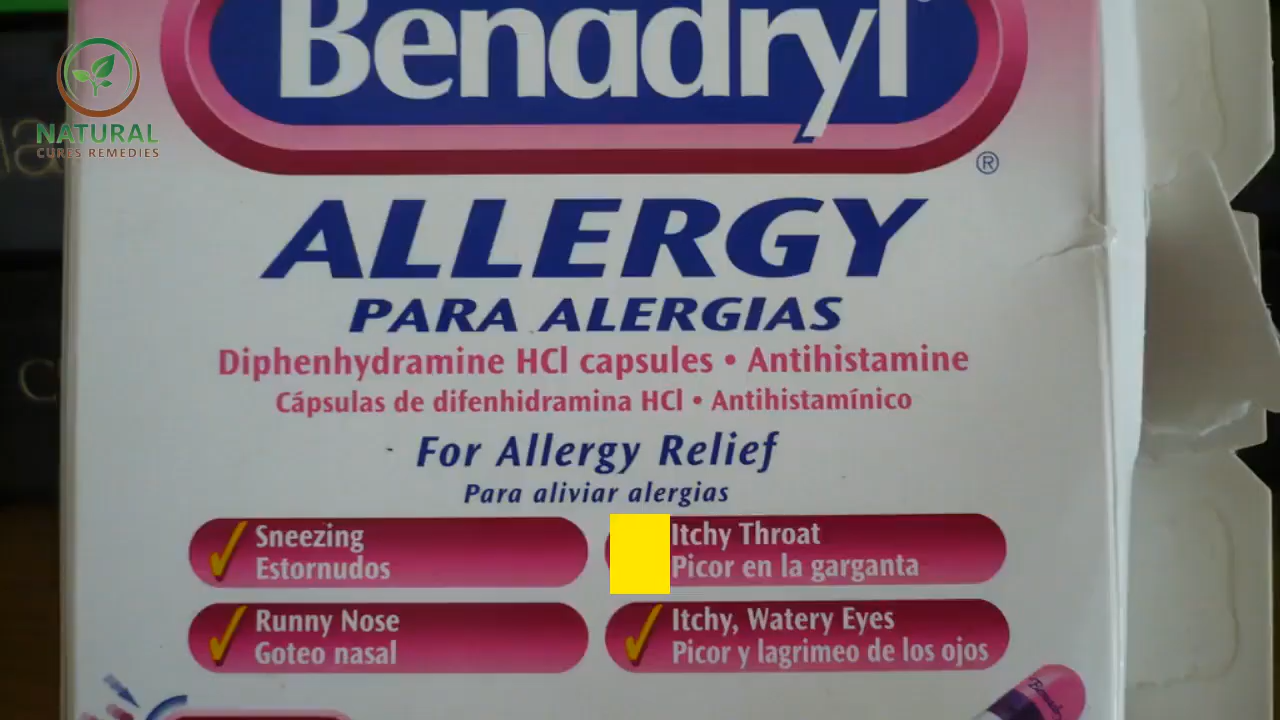 Benadryl
®
NATURAL
CURES REMEDIES
ALLERGY
PARA ALERGIAS
Diphenhydramine HCl capsules • Antihistamine
Cápsulas de difenhidramina HCl • Antihistamínico
For Allergy Relief
Para aliviar alergias
Sneezing
Estornudos
Itchy Throat
Picor en la garganta
Runny Nose
Goteo nasal
Itchy, Watery Eyes
Picor y lagrimeo de los ojos